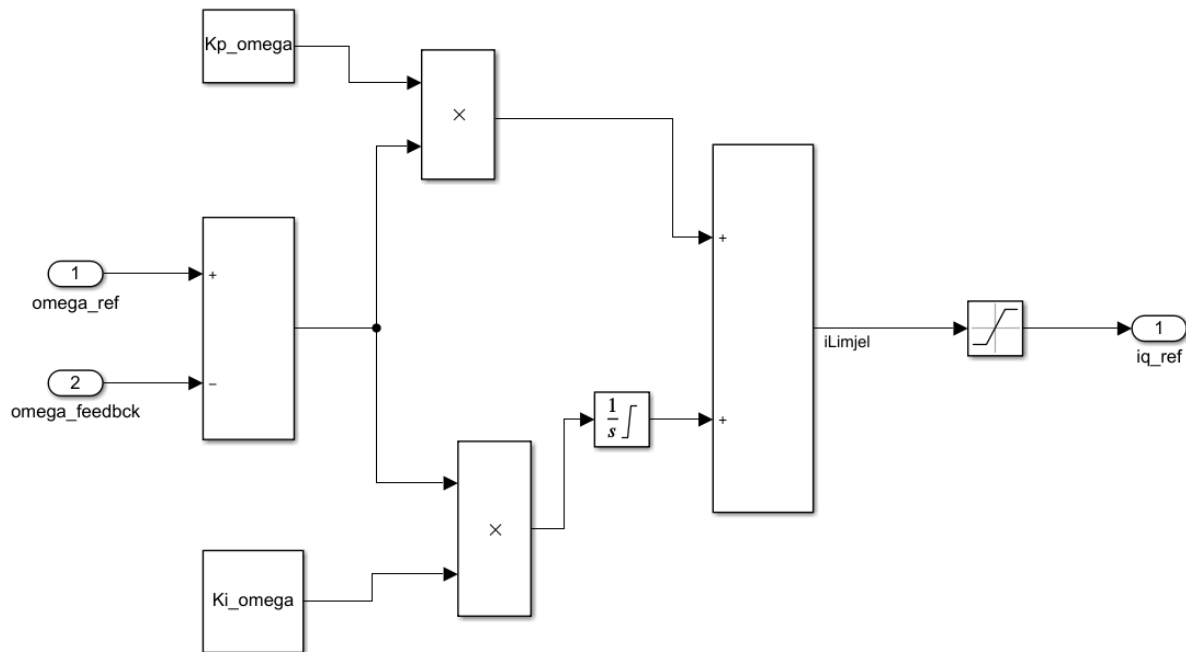 Kp_omega
×
+
1
omega_ref
−
2
omega_feedbck
+
iLimjel
1
iq_ref
1
s
+
×
Ki_omega